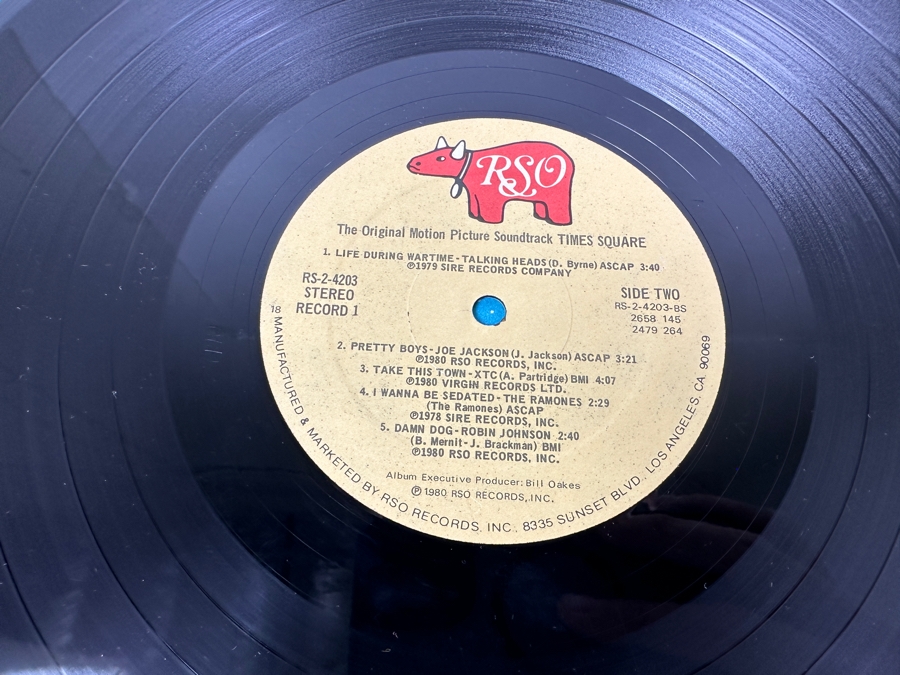 RSO
The Original Motion Picture Soundtrack TIMES SQUARE
1. LIFE DURING WARTIME - TALKING HEADS (D. Byrne) ASCAP 3:40
℗1979 SIRE RECORDS COMPANY
RS-2-4203
STEREO
RECORD 1
SIDE TWO
RS-2-4203-BS
2658 145
2479 264
2. PRETTY BOYS - JOE JACKSON (J. Jackson) ASCAP 3:21
℗1980 RSO RECORDS, INC.
3. TAKE THIS TOWN - XTC (A. Partridge) BMI 4:07
℗1980 VIRGIN RECORDS LTD.
4. I WANNA BE SEDATED - THE RAMONES 2:29
(The Ramones) ASCAP
℗1978 SIRE RECORDS, INC.
5. DAMN DOG - ROBIN JOHNSON 2:40
(B. Mernit - J. Brackman) BMI
℗1980 RSO RECORDS, INC.
Album Executive Producer: Bill Oakes
℗ 1980 RSO RECORDS, INC.
18 MANUFACTURED & MARKETED BY RSO RECORDS, INC., 8335 SUNSET BLVD., LOS ANGELES, CA 90069